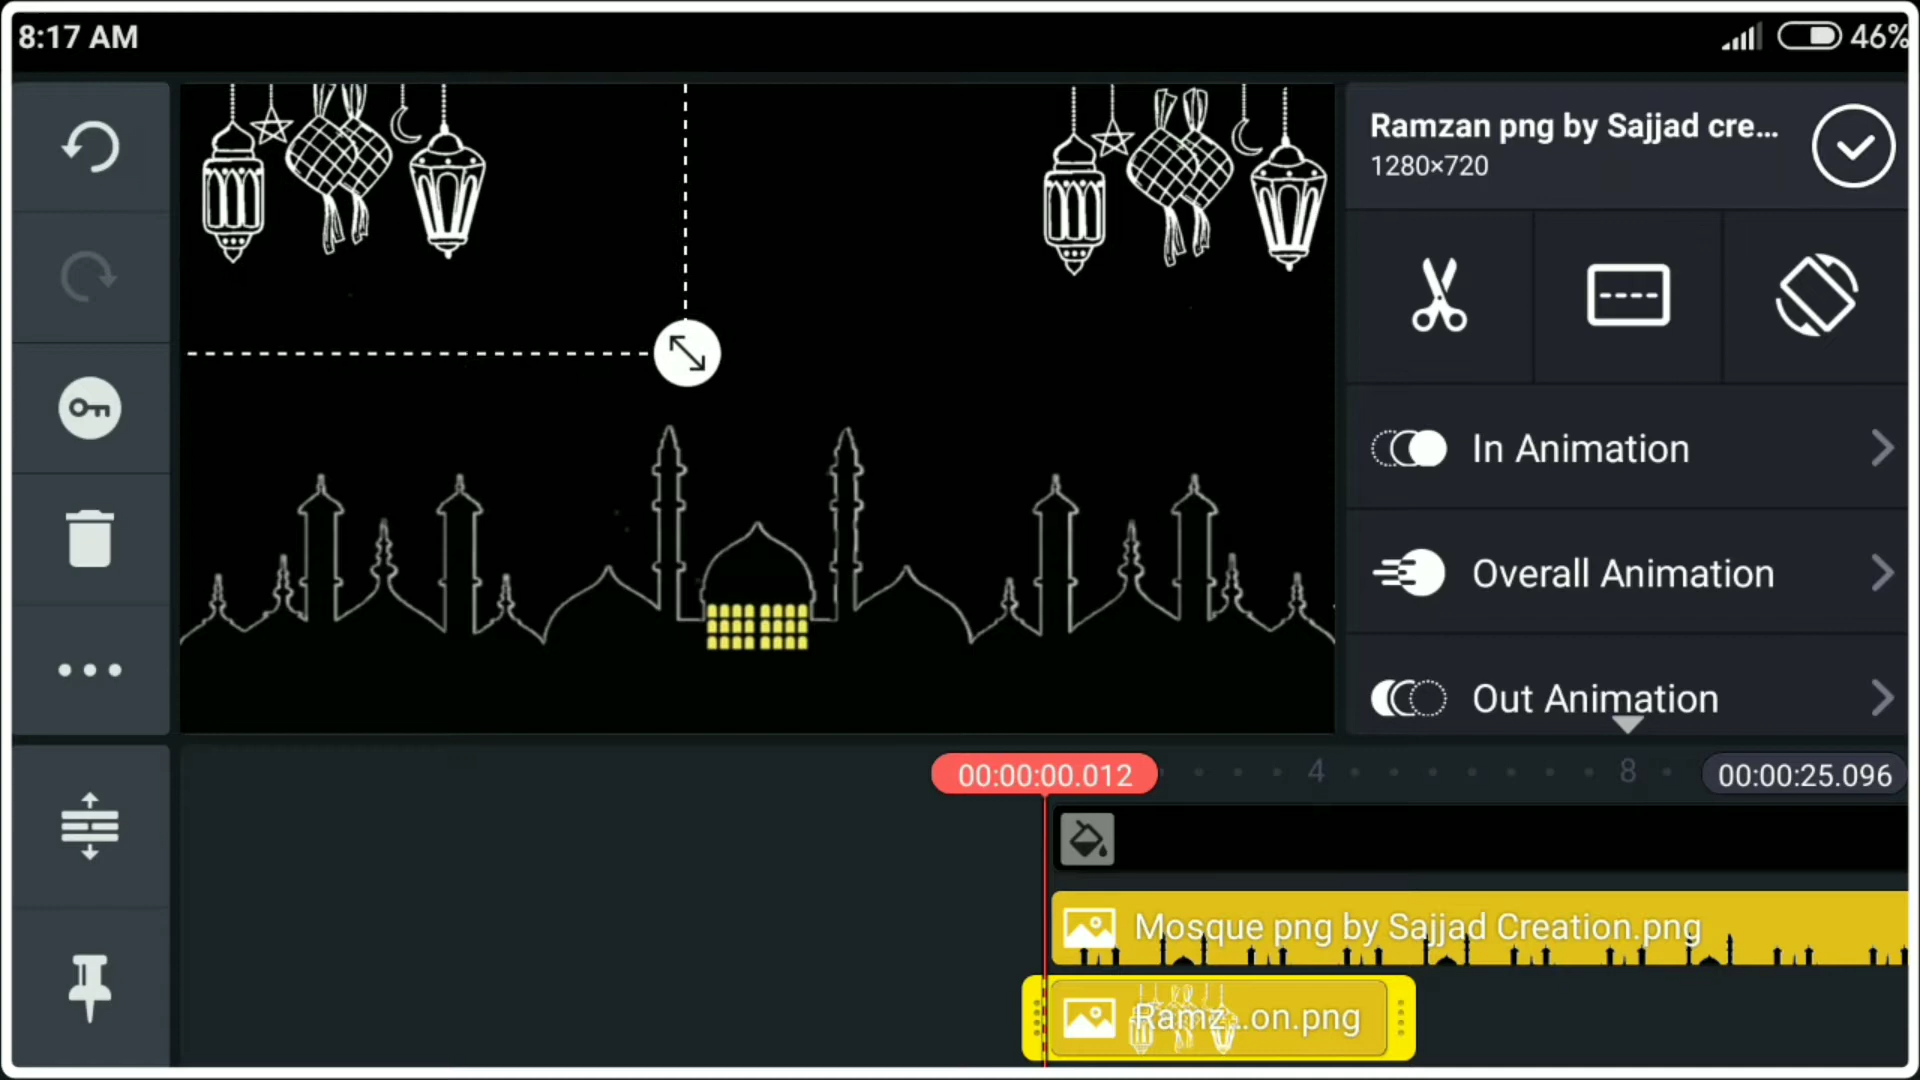 8:17 AM
46%
Ramzan png by Sajjad cre...
1280×720
In Animation
Overall Animation
Out Animation
00:00:00.012
4
8
00:00:25.096
Mosque png by Sajjad Creation.png
Ramz...on.png